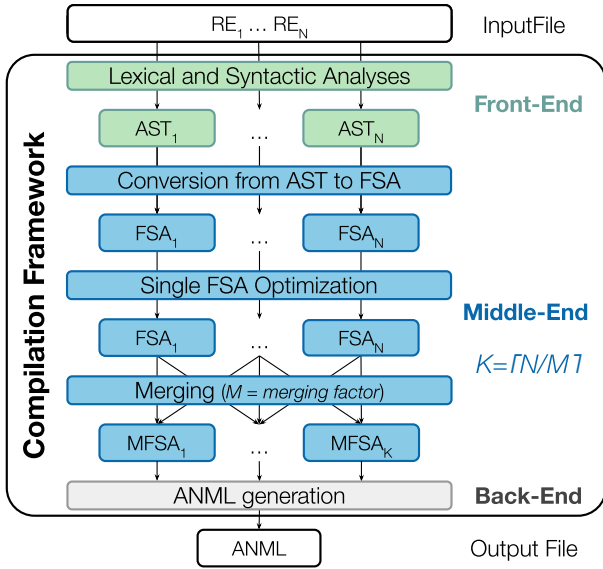 RE1 ... REN
InputFile
Lexical and Syntactic Analyses
Front-End
AST1 ... ASTN
Conversion from AST to FSA
FSA1 ... FSAN
Single FSA Optimization
Middle-End
FSA1 ... FSAN
K=⌈N/M⌉
Merging (M = merging factor)
MFSA1 ... MFSAK
ANML generation
Back-End
ANML
Output File
Compilation Framework